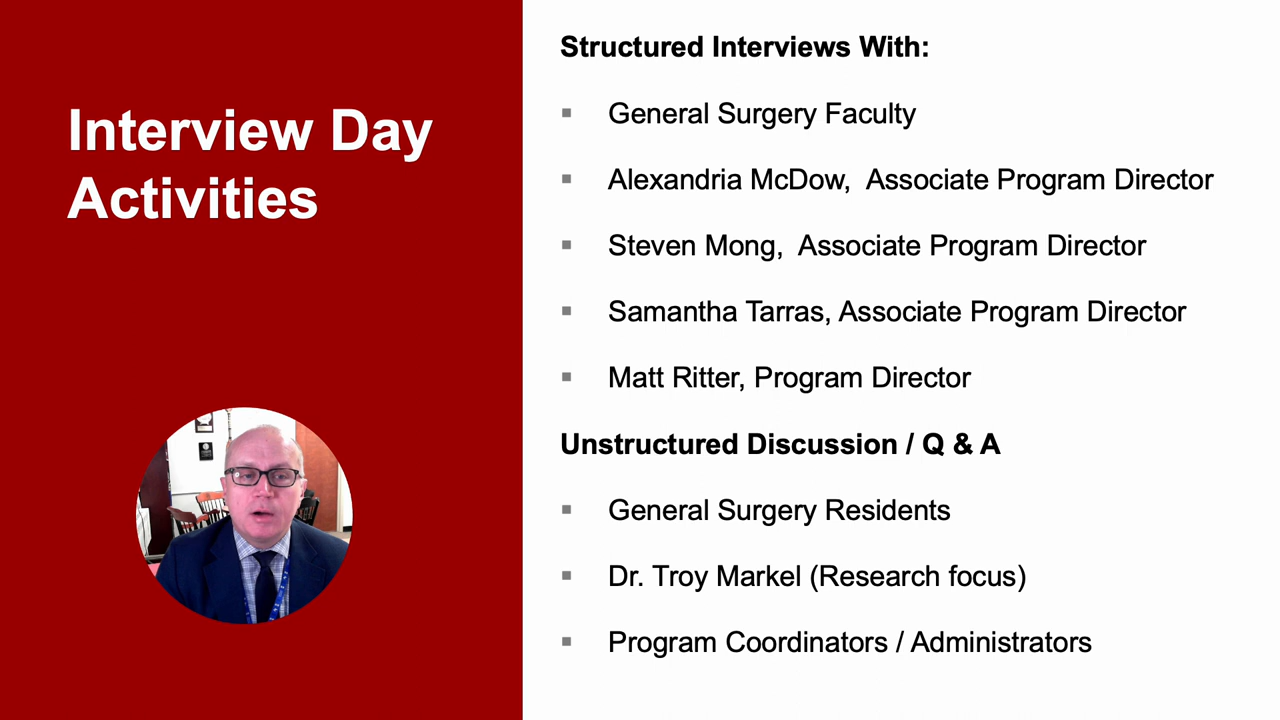 Interview Day
Activities
Structured Interviews With:
▪ General Surgery Faculty
▪ Alexandria McDow,  Associate Program Director
▪ Steven Mong,  Associate Program Director
▪ Samantha Tarras, Associate Program Director
▪ Matt Ritter, Program Director
Unstructured Discussion / Q & A
▪ General Surgery Residents
▪ Dr. Troy Markel (Research focus)
▪ Program Coordinators / Administrators